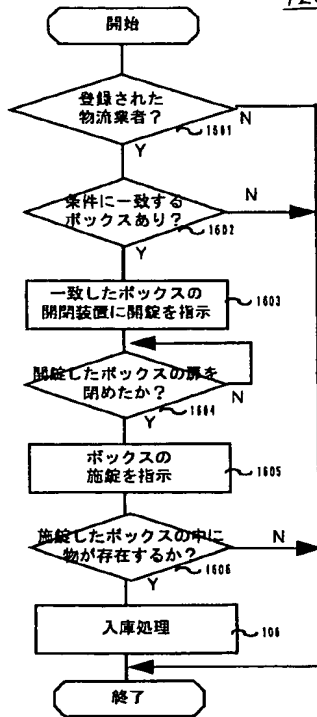 開始
登録された
物流業者？
N
1601
Y
条件に一致する
ボックスあり？
N
1602
Y
一致したボックスの
開閉装置に開錠を指示
1603
開錠したボックスの扉を
閉めたか？
N
1604
Y
ボックスの
施錠を指示
1605
施錠したボックスの中に
物が存在するか？
N
1606
Y
入庫処理
106
終了